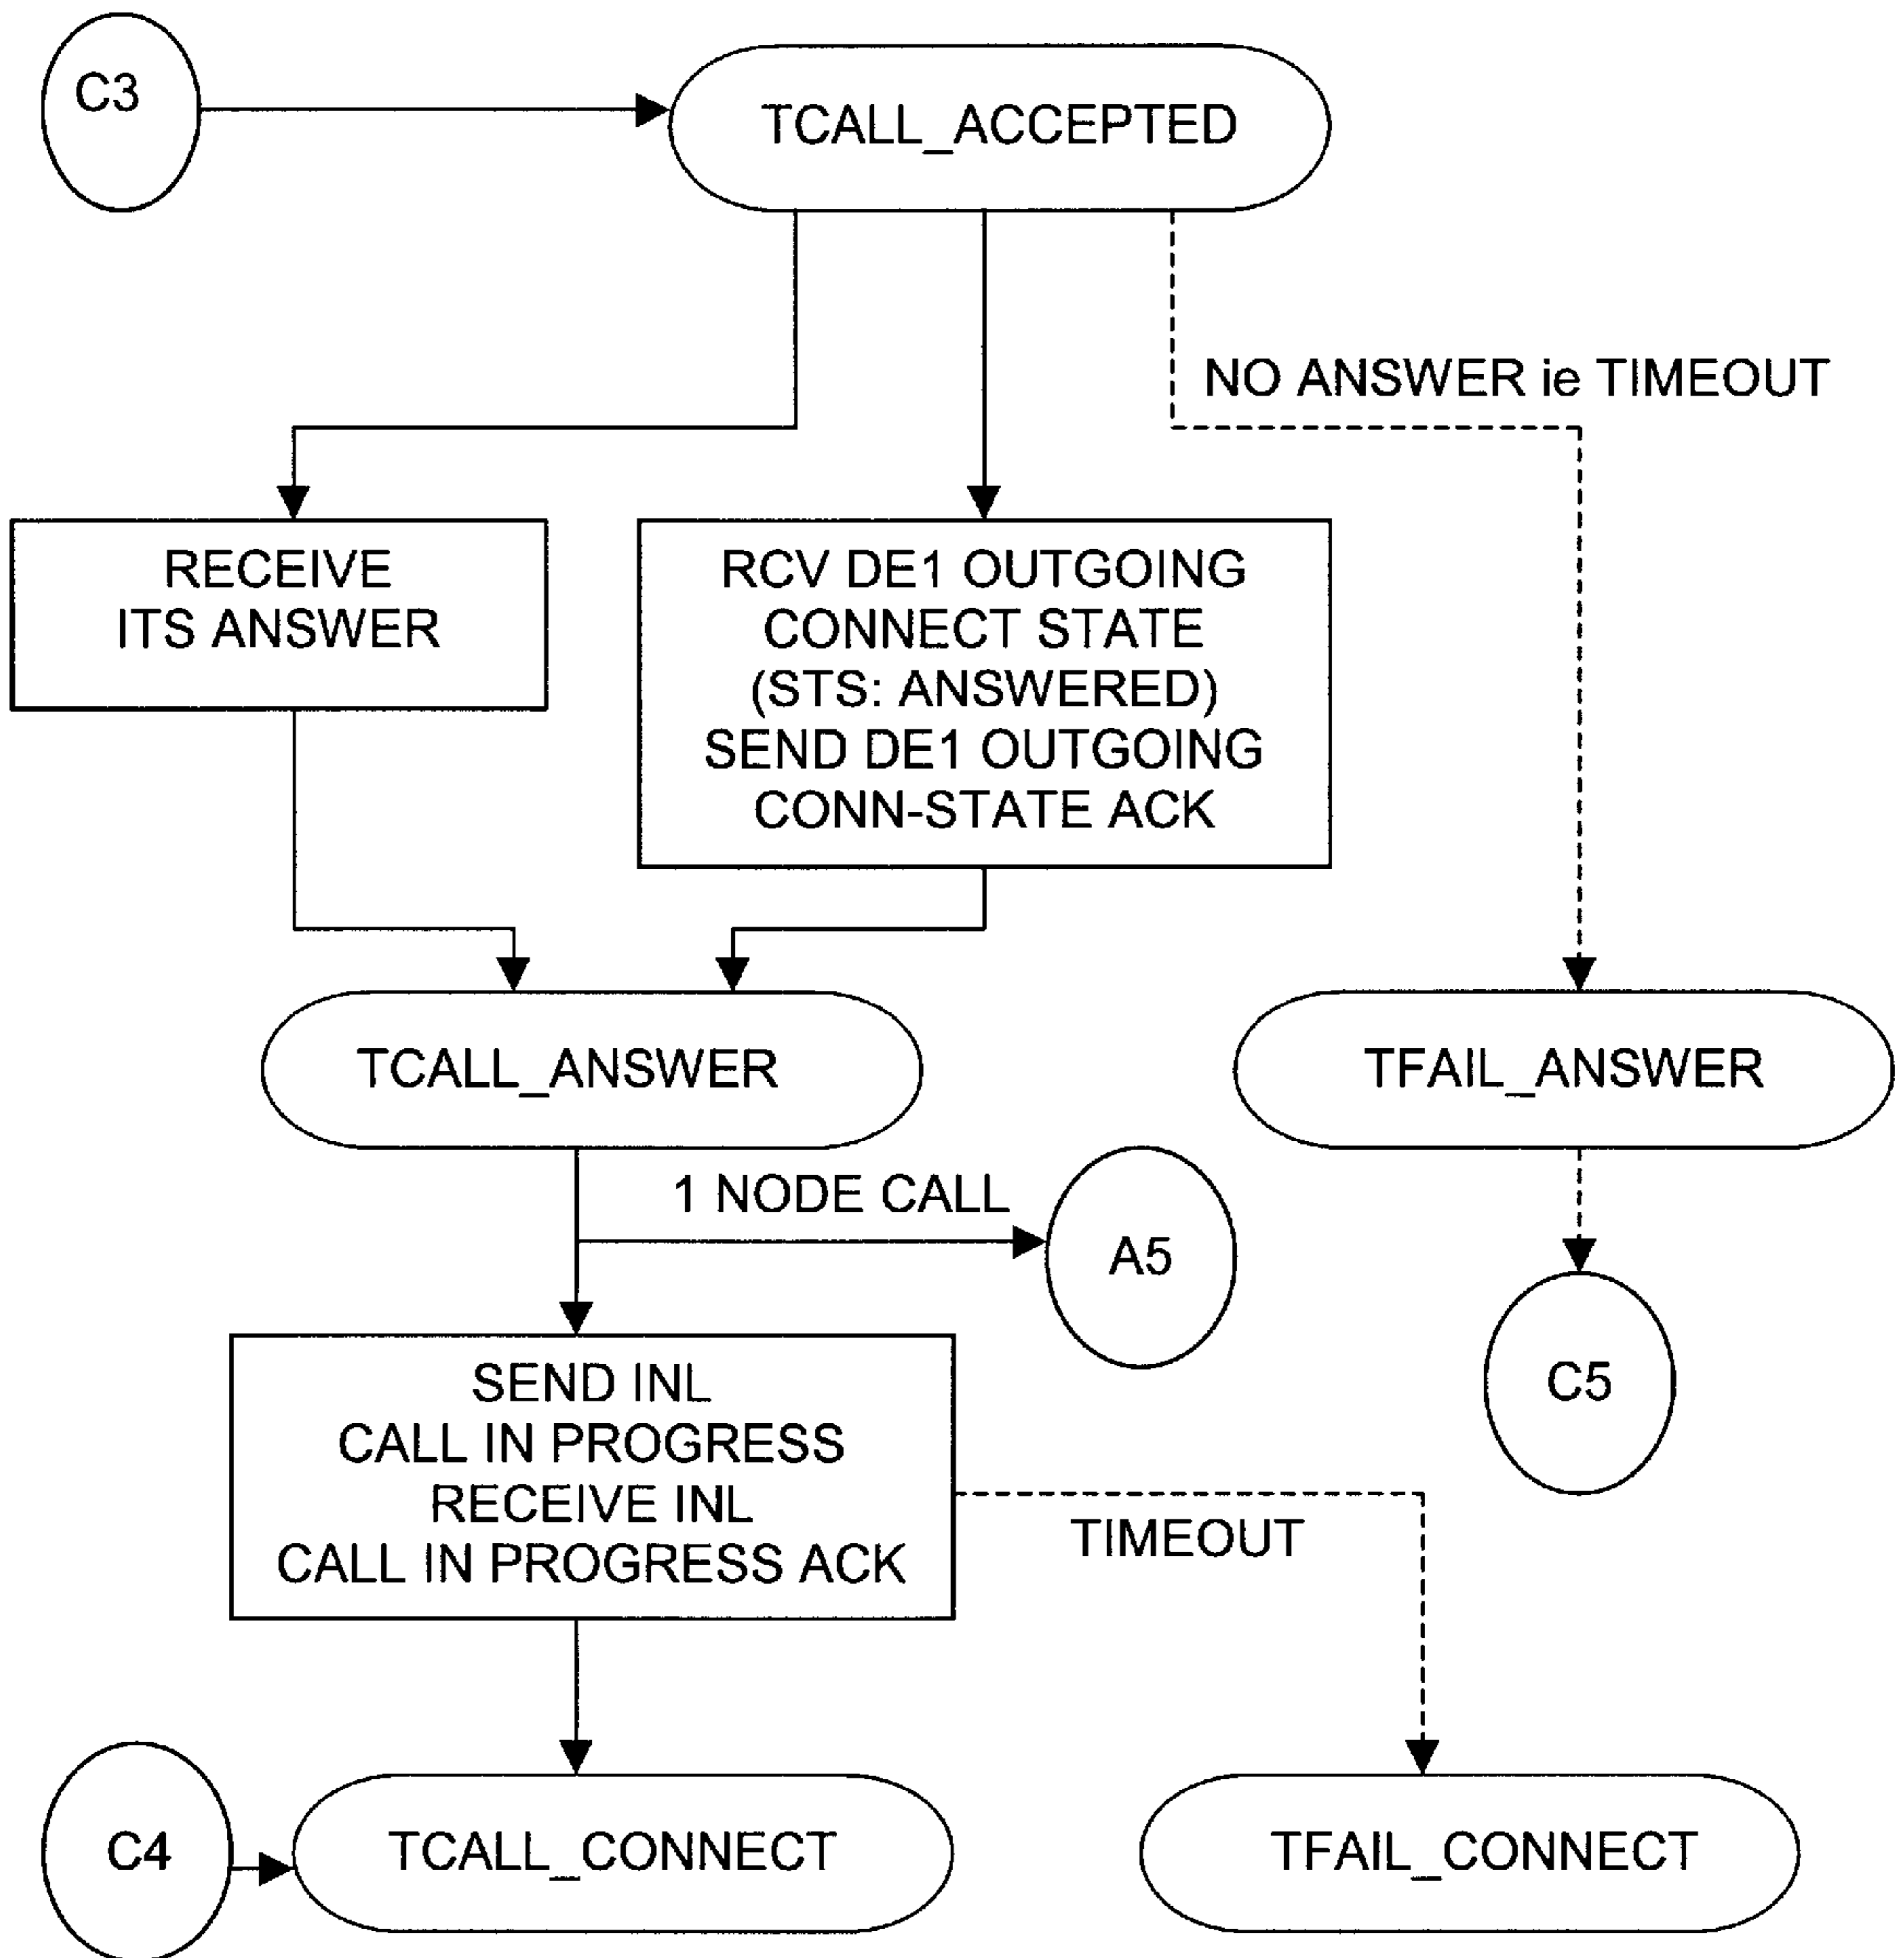 C3
TCALL_ACCEPTED
NO ANSWER ie TIMEOUT
RECEIVE
ITS ANSWER
RCV DE1 OUTGOING
CONNECT STATE
(STS: ANSWERED)
SEND DE1 OUTGOING
CONN-STATE ACK
TCALL_ANSWER
TFAIL_ANSWER
1 NODE CALL
A5
C5
SEND INL
CALL IN PROGRESS
RECEIVE INL
CALL IN PROGRESS ACK
TIMEOUT
C4
TCALL_CONNECT
TFAIL_CONNECT